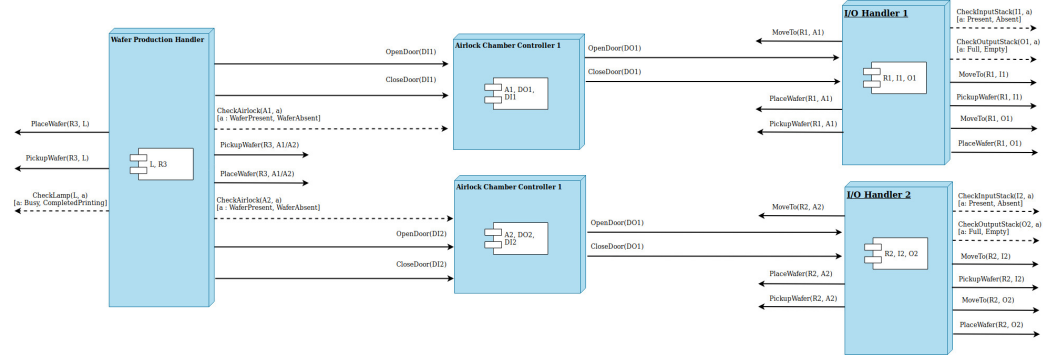 Wafer Production Handler
PlaceWafer(R3, L)
PickupWafer(R3, L)
CheckLamp(L, a)
[a: Busy, CompletedPrinting]
L, R3
OpenDoor(DI1)
CloseDoor(DI1)
CheckAirlock(A1, a)
[a : WaferPresent, WaferAbsent]
PickupWafer(R3, A1/A2)
PlaceWafer(R3, A1/A2)
CheckAirlock(A2, a)
[a : WaferPresent, WaferAbsent]
OpenDoor(DI2)
CloseDoor(DI2)
Airlock Chamber Controller 1
A1, DO1,
DI1
OpenDoor(DO1)
CloseDoor(DO1)
Airlock Chamber Controller 1
A2, DO2,
DI2
OpenDoor(DO1)
CloseDoor(DO1)
I/O Handler 1
MoveTo(R1, A1)
PlaceWafer(R1, A1)
PickupWafer(R1, A1)
R1, I1, O1
CheckInputStack(I1, a)
[a: Present, Absent]
CheckOutputStack(O1, a)
[a: Full, Empty]
MoveTo(R1, I1)
PickupWafer(R1, I1)
MoveTo(R1, O1)
PlaceWafer(R1, O1)
I/O Handler 2
MoveTo(R2, A2)
PlaceWafer(R2, A2)
PickupWafer(R2, A2)
R2, I2, O2
CheckInputStack(I2, a)
[a: Present, Absent]
CheckOutputStack(O2, a)
[a: Full, Empty]
MoveTo(R2, I2)
PickupWafer(R2, I2)
MoveTo(R2, O2)
PlaceWafer(R2, O2)